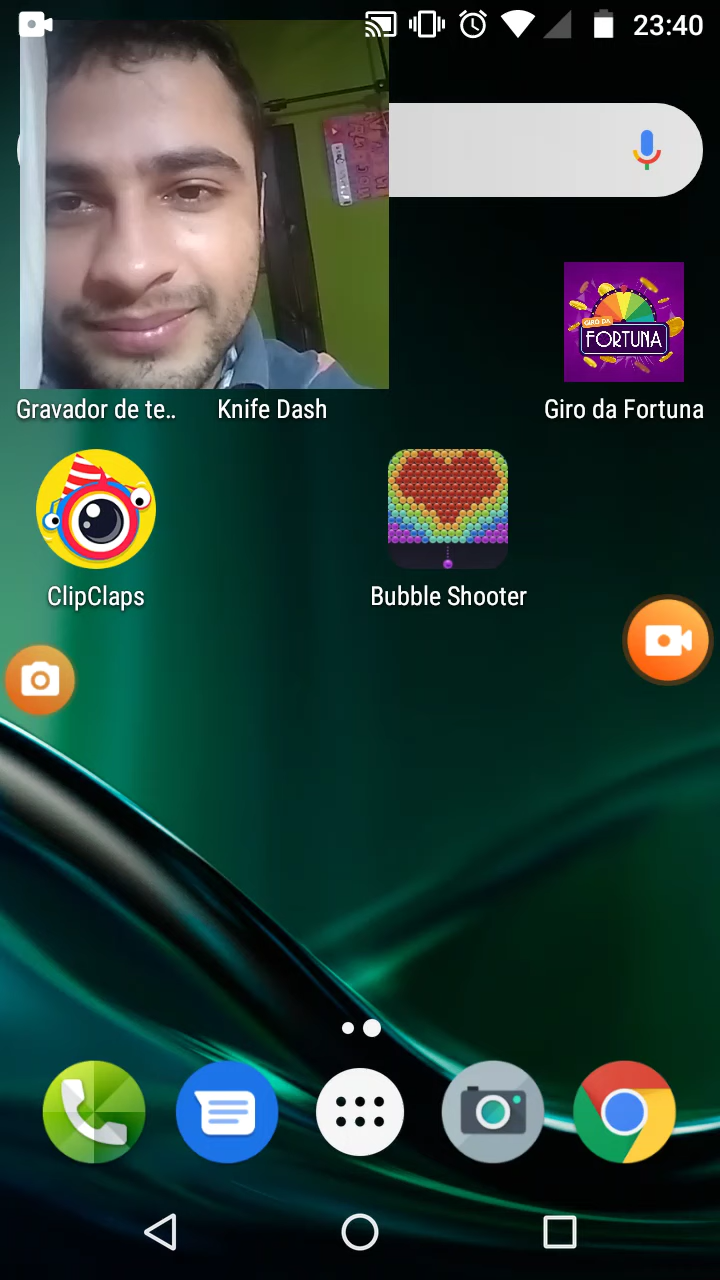 23:40
GIRO DA
FORTUNA
Gravador de te..
Knife Dash
Giro da Fortuna
ClipClaps
Bubble Shooter